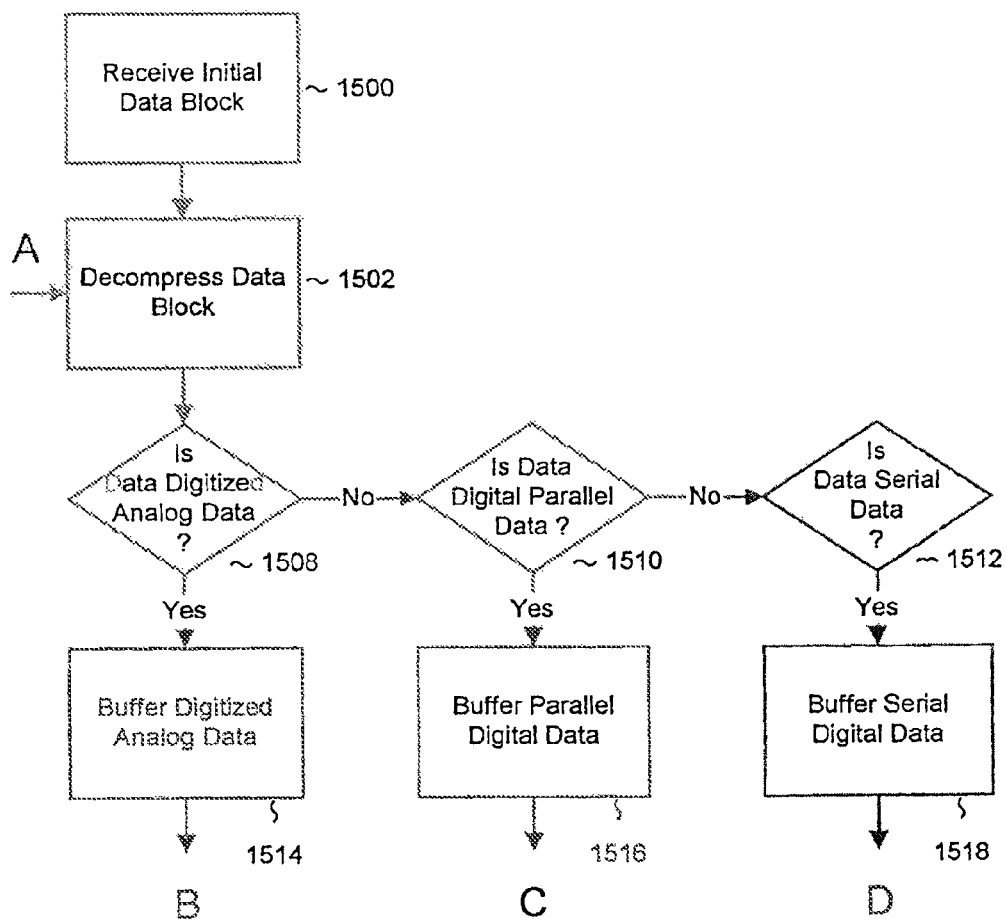 Receive Initial
Data Block
~ 1500
A
Decompress Data
Block
~ 1502
Is
Data Digitized
Analog Data
?
~ 1508
No
Is Data
Digital Parallel
Data ?
~ 1510
No
Is
Data Serial
Data
?
~ 1512
Yes
Yes
Yes
Buffer Digitized
Analog Data
Buffer Parallel
Digital Data
Buffer Serial
Digital Data
1514
1516
1518
B
C
D